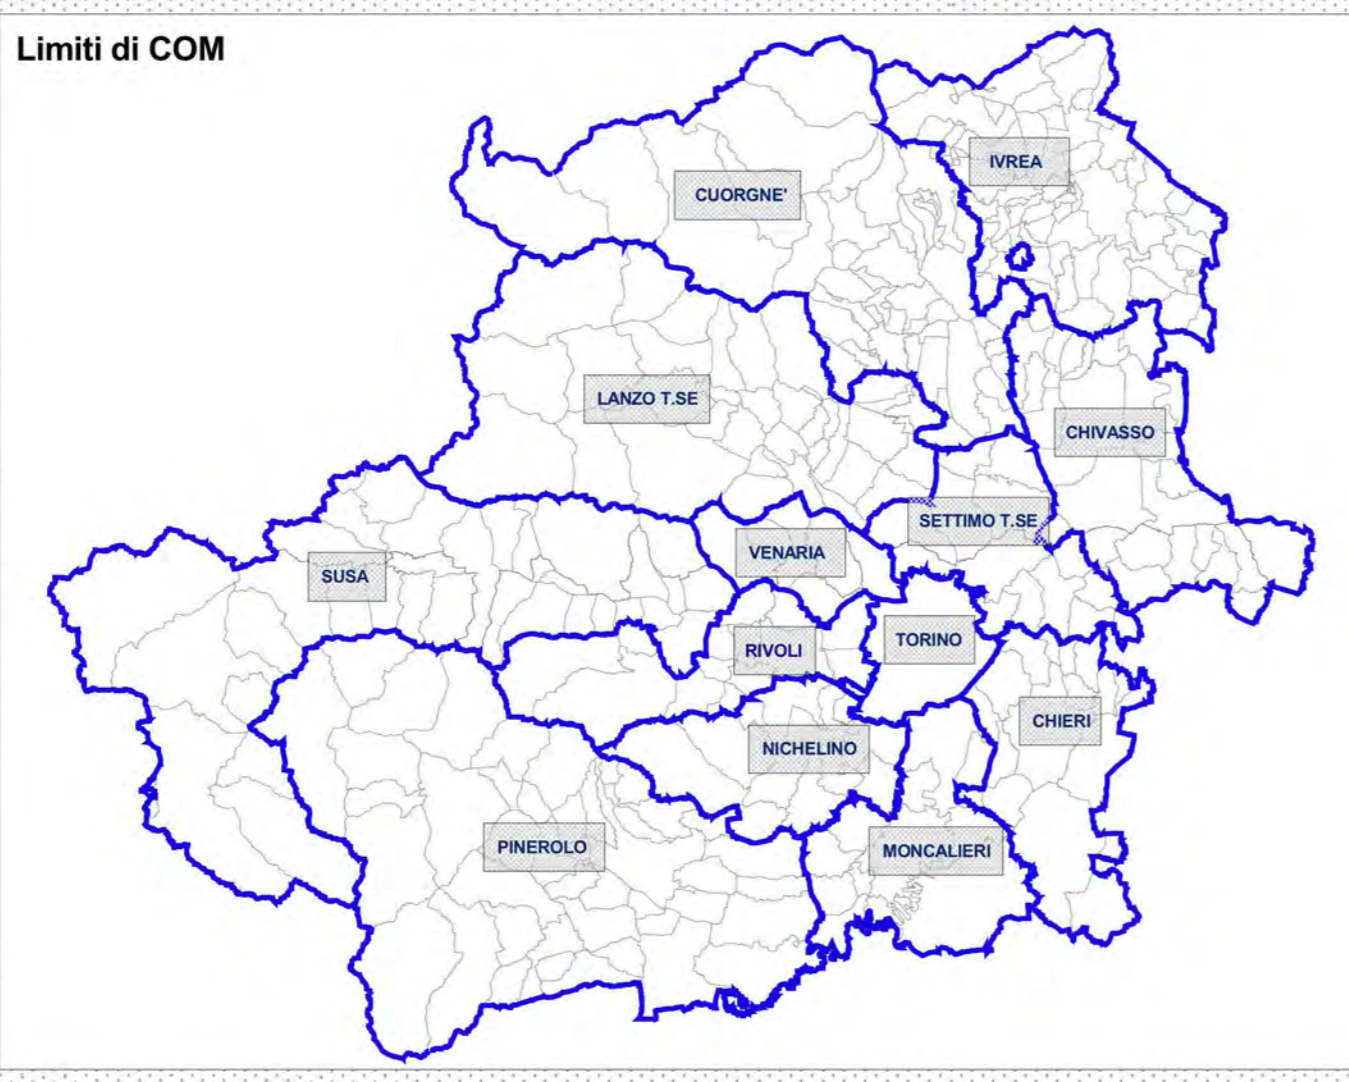 Limiti di COM
IVREA
CUORGNE'
LANZO T.SE
CHIVASSO
SETTIMO T.SE
VENARIA
SUSA
TORINO
RIVOLI
CHIERI
NICHELINO
PINEROLO
MONCALIERI